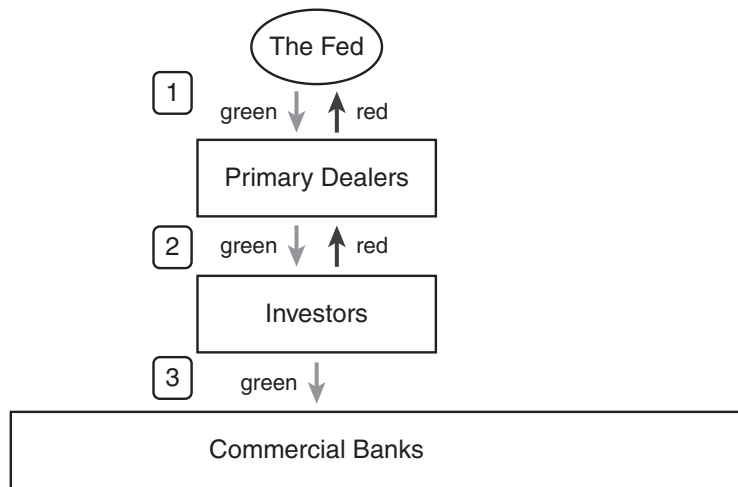 The Fed
1
green red
Primary Dealers
2
green red
Investors
3
green
Commercial Banks